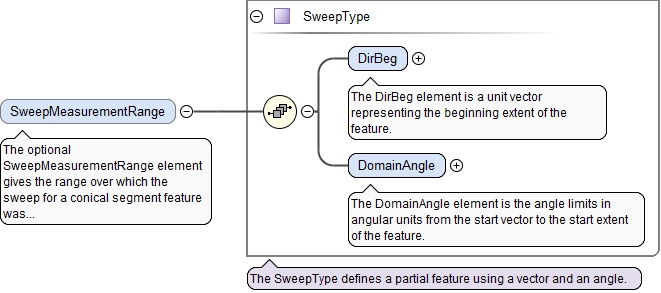 SweepType
DirBeg
The DirBeg element is a unit vector
representing the beginning extent of the
feature.
SweepMeasurementRange
The optional
SweepMeasurementRange element
gives the range over which the
sweep for a conical segment feature
was...
DomainAngle
The DomainAngle element is the angle limits in
angular units from the start vector to the start extent
of the feature.
The SweepType defines a partial feature using a vector and an angle.